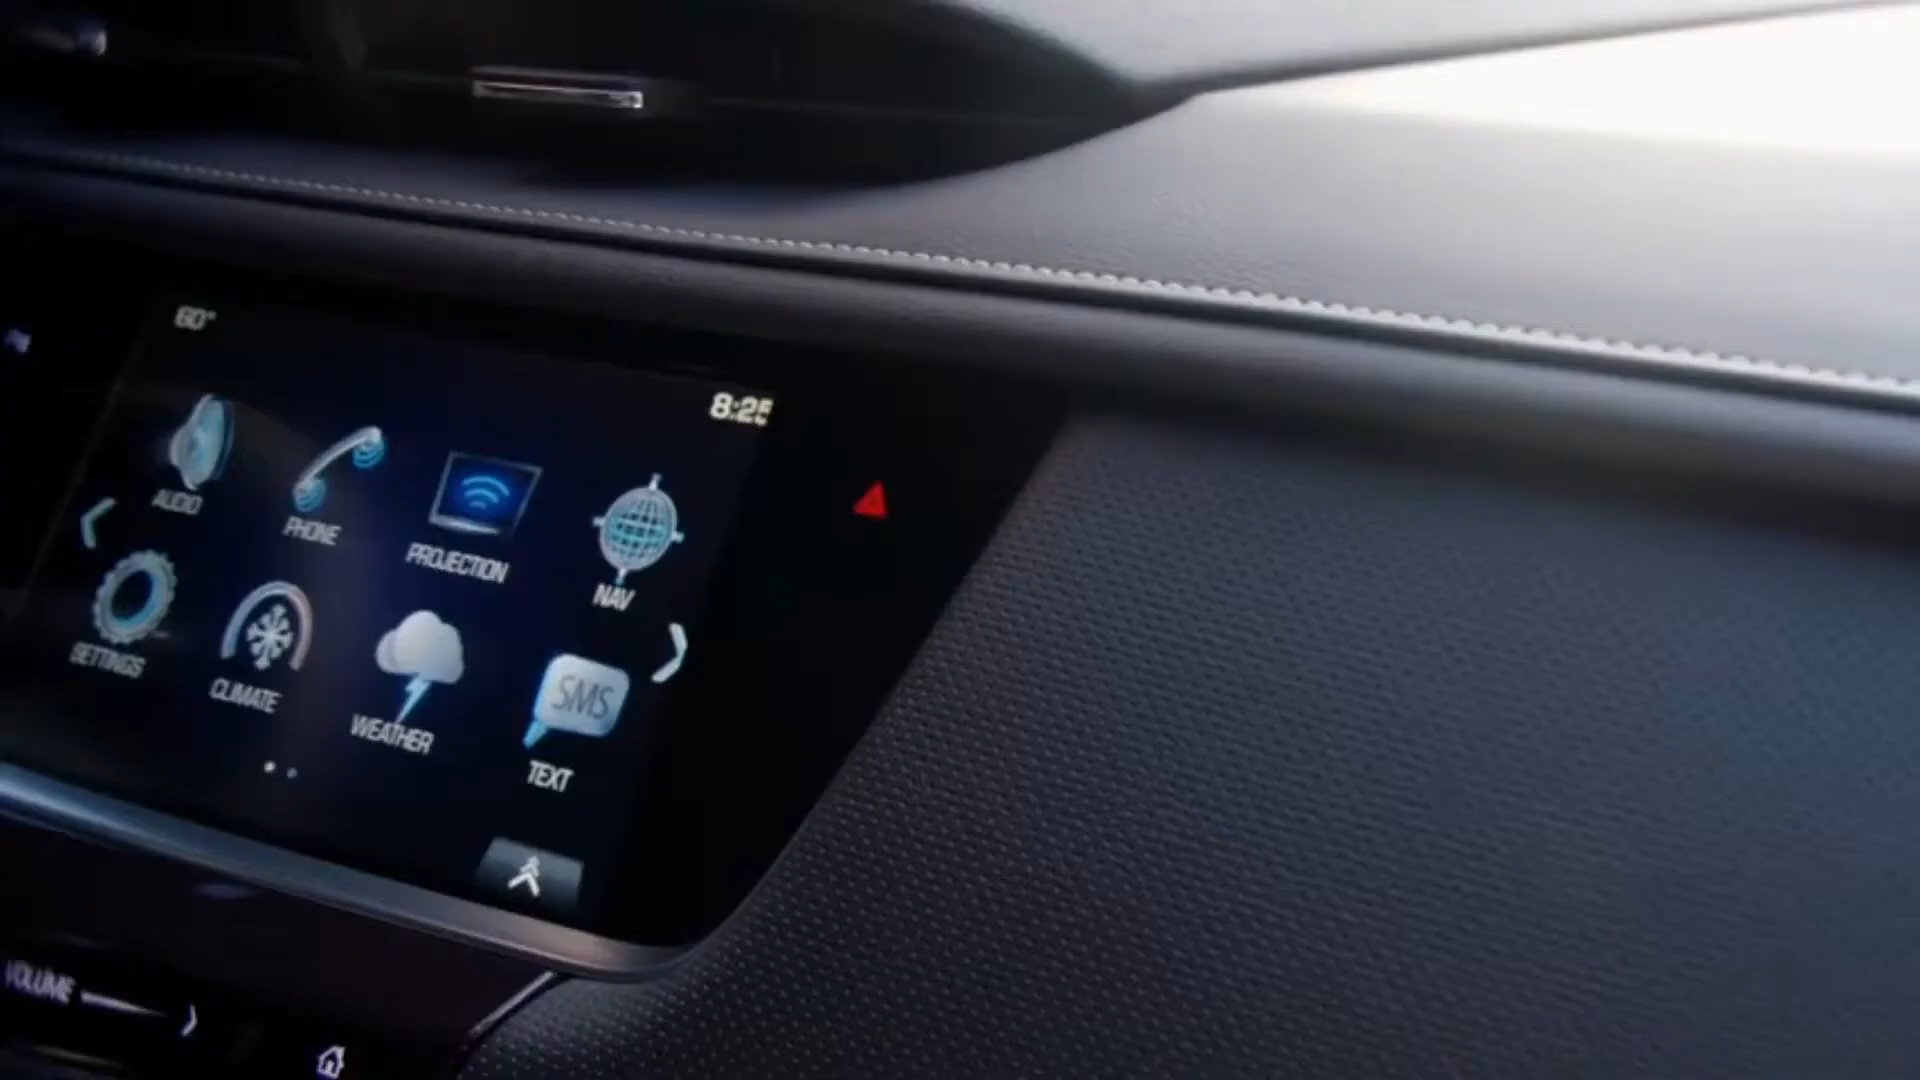 60°
8:25
AUDIO
PHONE
PROJECTION
NAV
SETTINGS
CLIMATE
WEATHER
SMS
TEXT
VOLUME